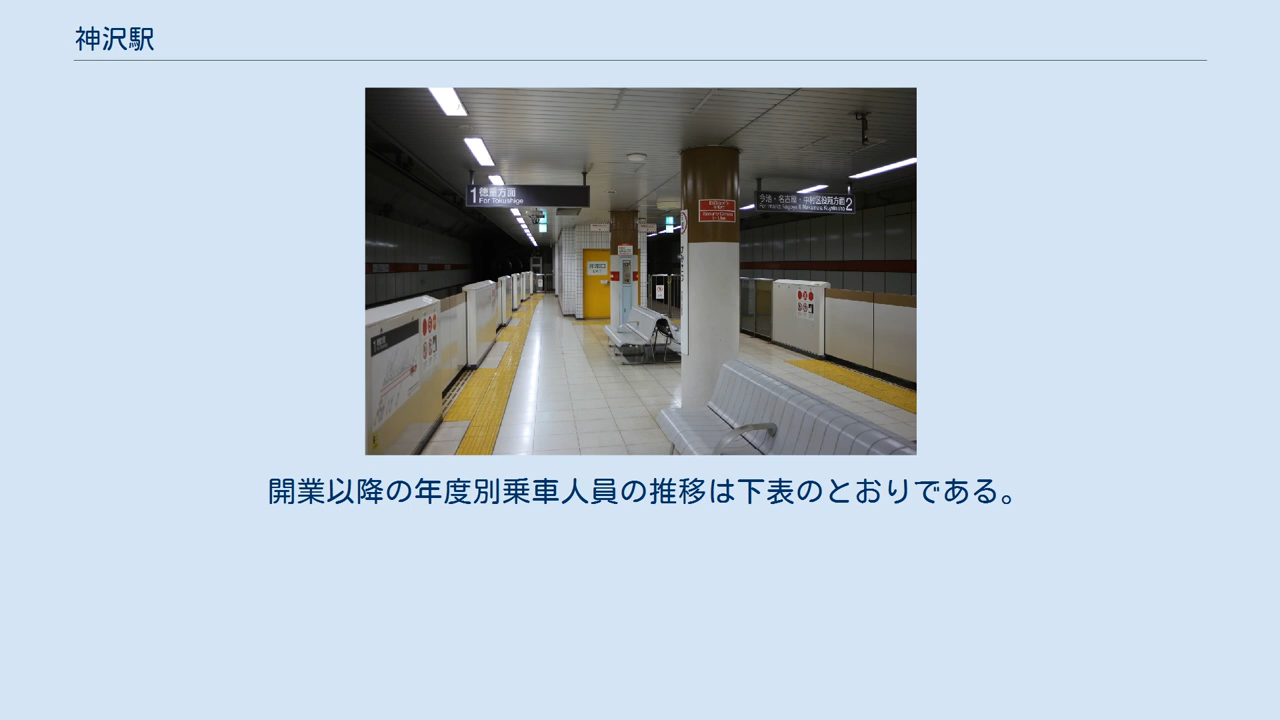 神沢駅
1 徳重方面
For Tokushige
今池・名古屋・中村区役所方面 2
開業以降の年度別乗車人員の推移は下表のとおりである。